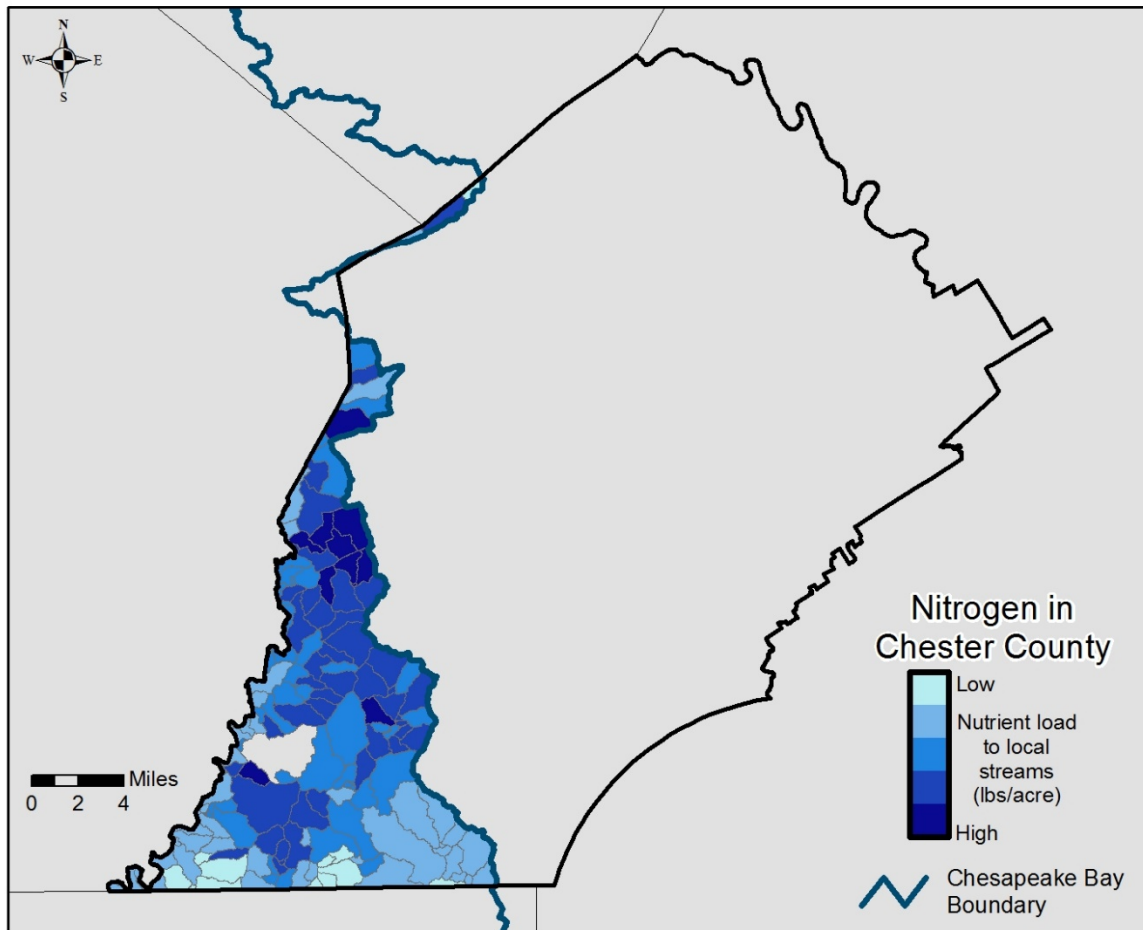 N
W E
S
Miles
0 2 4
Nitrogen in
Chester County
Low
Nutrient load
to local
streams
(lbs/acre)
High
Chesapeake Bay
Boundary